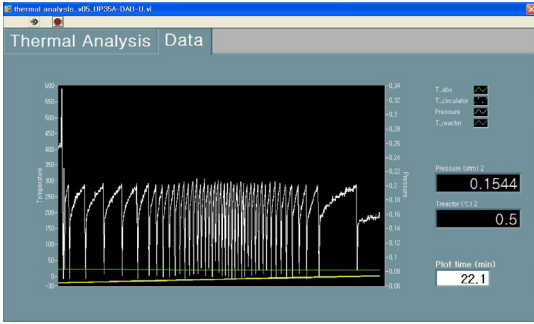 thermal analysis_v05_UP35A-DAU-U.vi
Thermal Analysis Data
600-
550-
500-
450-
400-
350-
300-
250-
200-
150-
100-
50-
0-
-30-
Temperature
-0,34
-0,32
-0,3
-0,28
-0,26
-0,24
-0,22
-0,2
-0,18
-0,16
-0,14
-0,12
-0,1
-0,08
-0,06
Pressure
T_abs
T_circulator
Pressure
T_reactor
Pressure (atm) 2
0.1544
Treactor (℃) 2
0.5
Plot time (min)
22,1